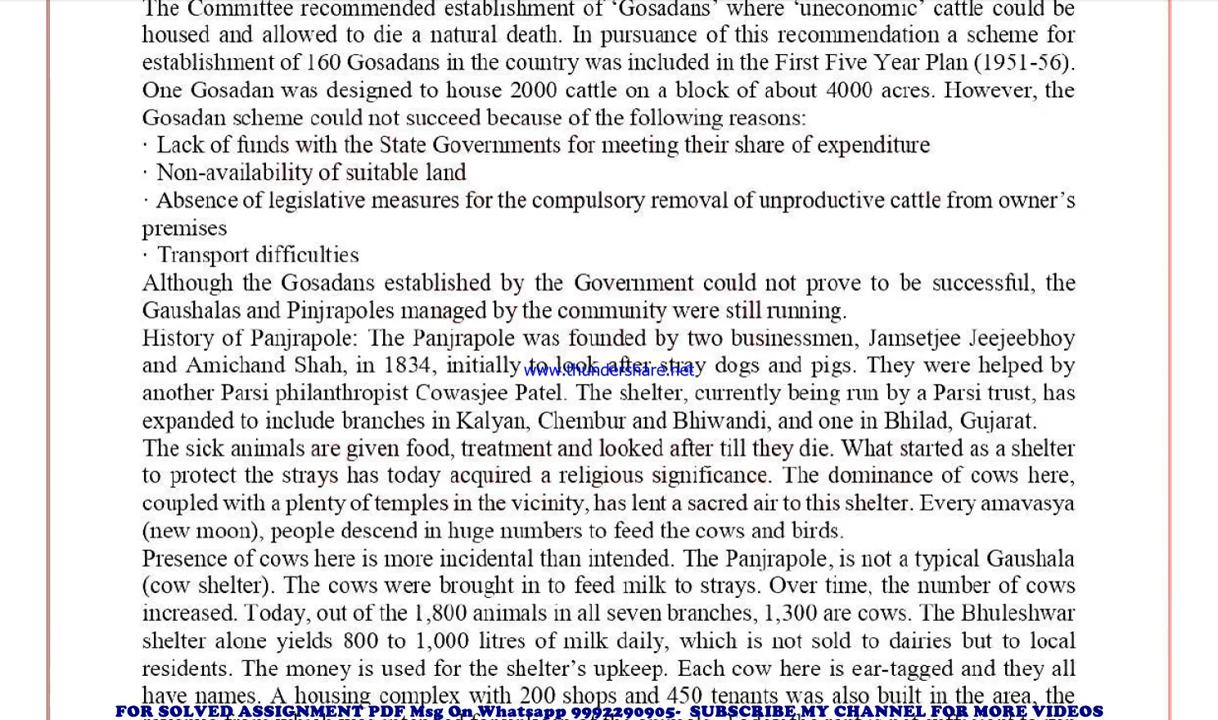 The Committee recommended establishment of ‘Gosadans’ where ‘uneconomic’ cattle could be
housed and allowed to die a natural death. In pursuance of this recommendation a scheme for
establishment of 160 Gosadans in the country was included in the First Five Year Plan (1951-56).
One Gosadan was designed to house 2000 cattle on a block of about 4000 acres. However, the
Gosadan scheme could not succeed because of the following reasons:
· Lack of funds with the State Governments for meeting their share of expenditure
· Non-availability of suitable land
· Absence of legislative measures for the compulsory removal of unproductive cattle from owner’s
premises
· Transport difficulties
Although the Gosadans established by the Government could not prove to be successful, the
Gaushalas and Pinjrapoles managed by the community were still running.
History of Panjrapole: The Panjrapole was founded by two businessmen, Jamsetjee Jeejeebhoy
and Amichand Shah, in 1834, initially to look after stray dogs and pigs. They were helped by
www.thundershare.net
another Parsi philanthropist Cowasjee Patel. The shelter, currently being run by a Parsi trust, has
expanded to include branches in Kalyan, Chembur and Bhiwandi, and one in Bhilad, Gujarat.
The sick animals are given food, treatment and looked after till they die. What started as a shelter
to protect the strays has today acquired a religious significance. The dominance of cows here,
coupled with a plenty of temples in the vicinity, has lent a sacred air to this shelter. Every amavasya
(new moon), people descend in huge numbers to feed the cows and birds.
Presence of cows here is more incidental than intended. The Panjrapole, is not a typical Gaushala
(cow shelter). The cows were brought in to feed milk to strays. Over time, the number of cows
increased. Today, out of the 1,800 animals in all seven branches, 1,300 are cows. The Bhuleshwar
shelter alone yields 800 to 1,000 litres of milk daily, which is not sold to dairies but to local
residents. The money is used for the shelter’s upkeep. Each cow here is ear-tagged and they all
have names. A housing complex with 200 shops and 450 tenants was also built in the area, the
FOR SOLVED ASSIGNMENT PDF Msg On Whatsapp 9992290905- SUBSCRIBE MY CHANNEL FOR MORE VIDEOS